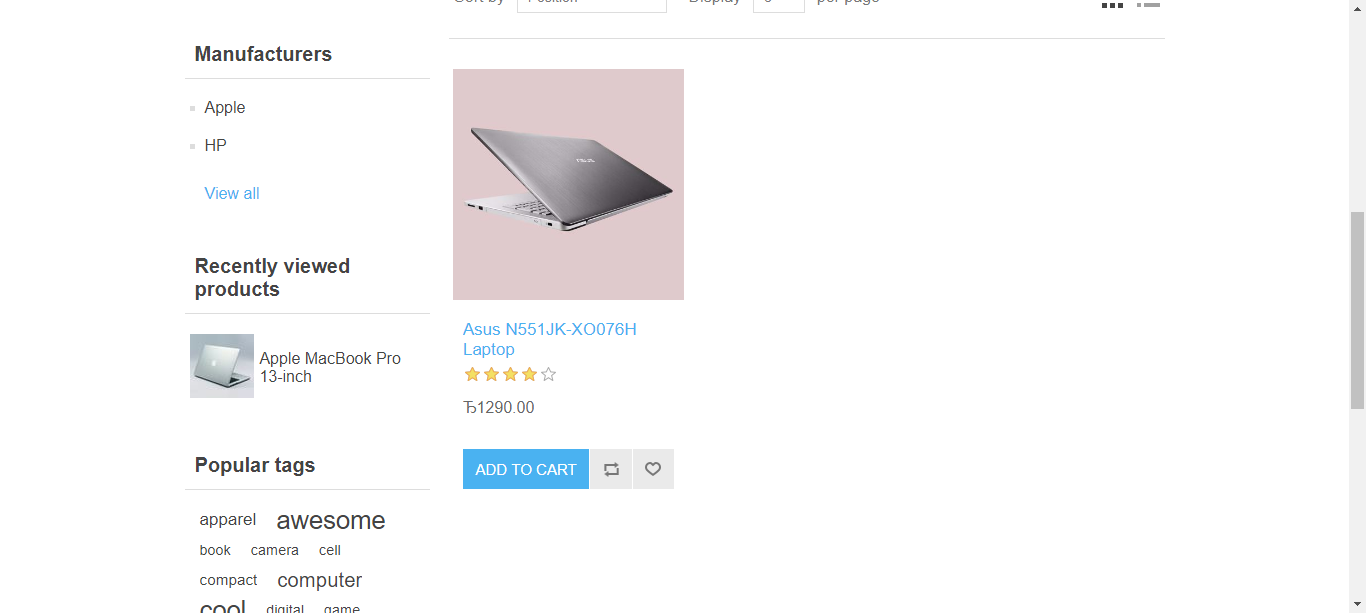 Manufacturers
Apple
HP
View all
Recently viewed
products
Apple MacBook Pro
13-inch
Popular tags
apparel awesome
book camera cell
compact computer
cool digital game
Sort by Position Display per page
Asus N551JK-XO076H
Laptop
Ђ1290.00
ADD TO CART